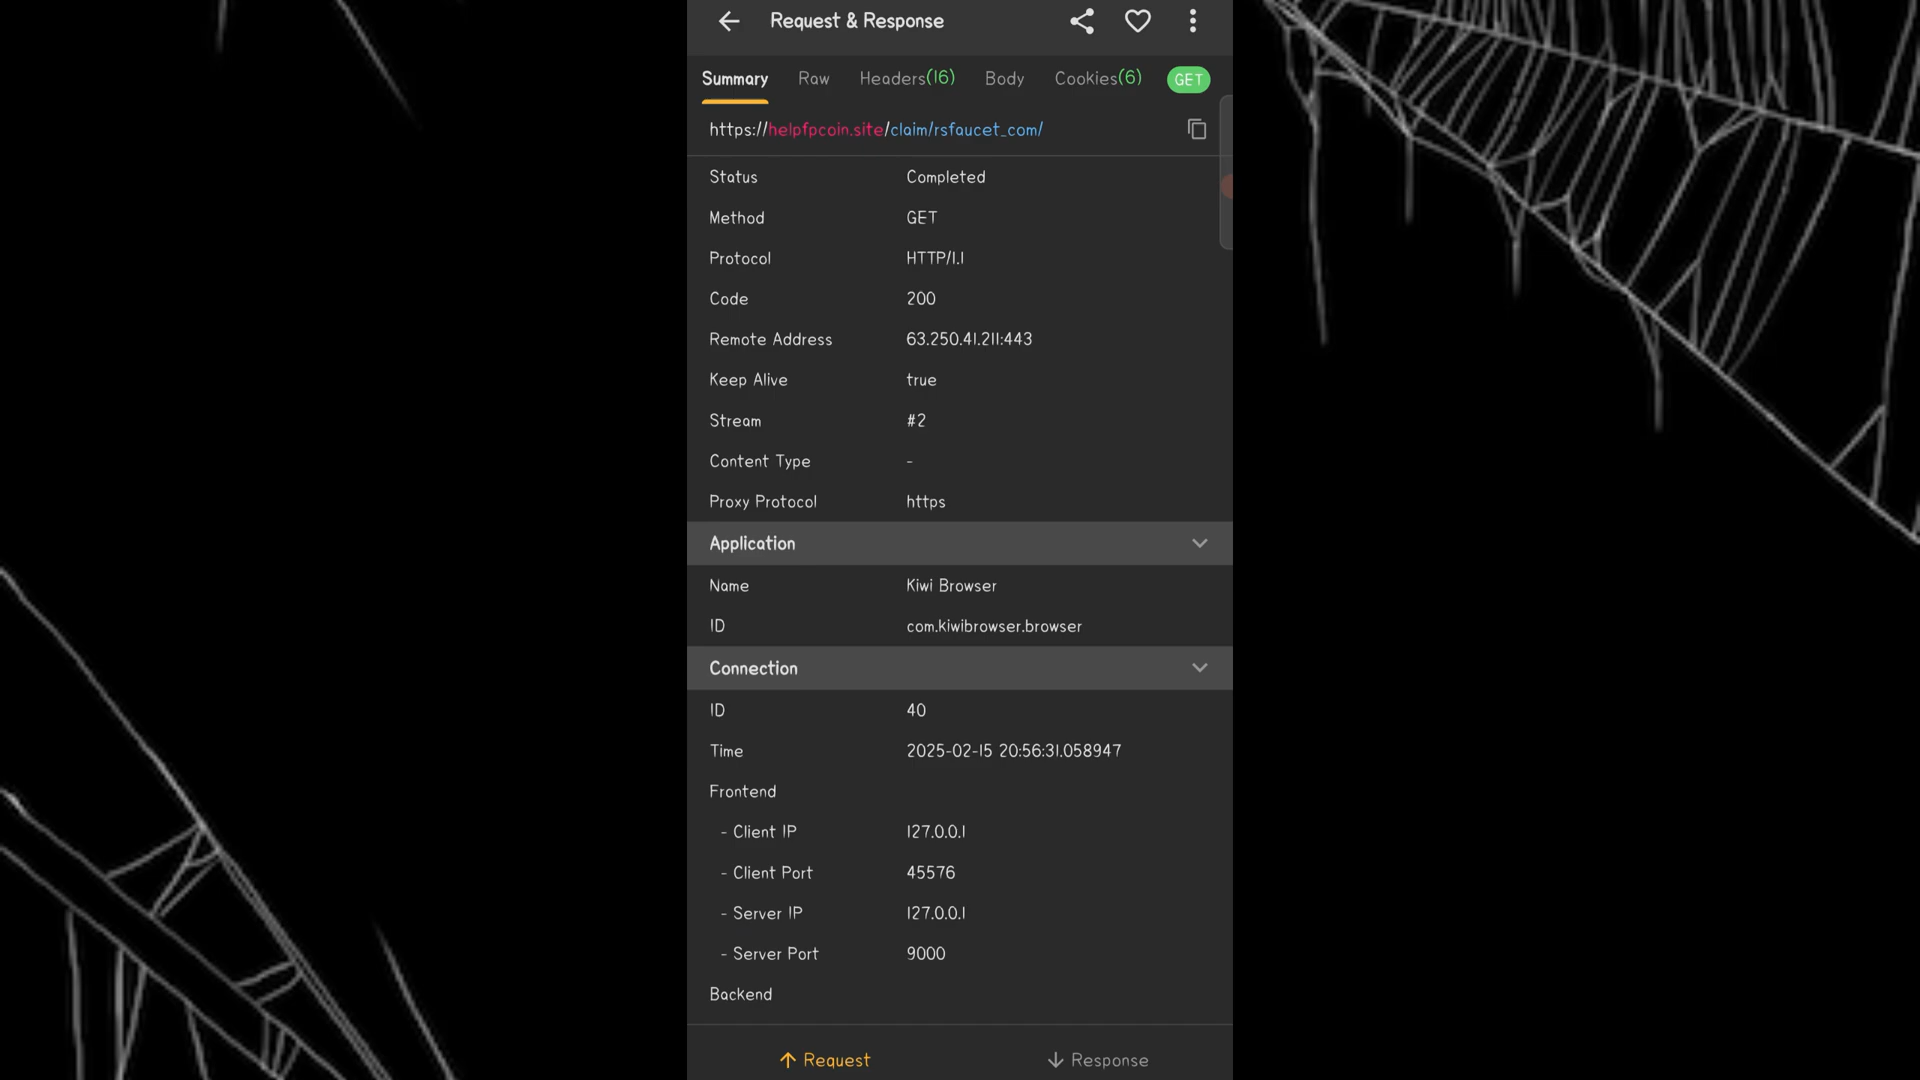 Request & Response
Summary Raw Headers(16) Body Cookies(6) GET
https://helpfpcoin.site/claim/rsfaucet_com/
Status Completed
Method GET
Protocol HTTP/1.1
Code 200
Remote Address 63.250.41.211:443
Keep Alive true
Stream #2
Content Type -
Proxy Protocol https
Application
Name Kiwi Browser
ID com.kiwibrowser.browser
Connection
ID 40
Time 2025-02-15 20:56:31.058947
Frontend
- Client IP 127.0.0.1
- Client Port 45576
- Server IP 127.0.0.1
- Server Port 9000
Backend
Request Response